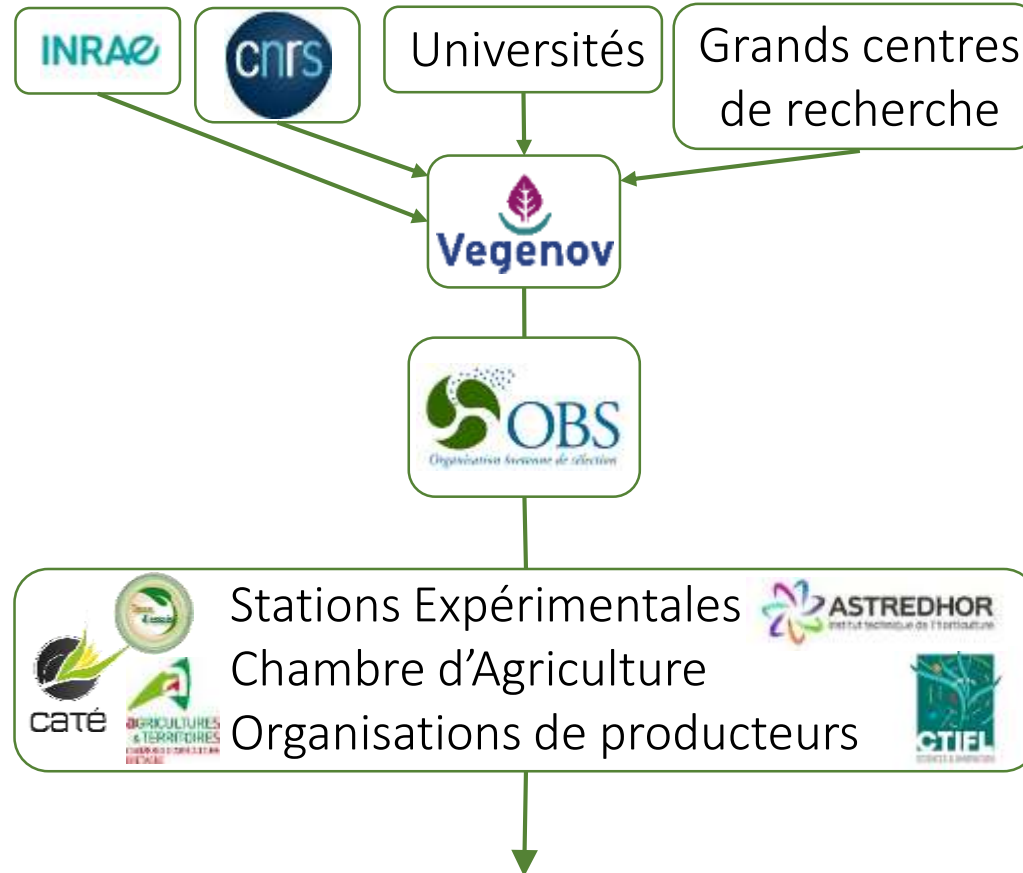 INRAE
cnrs
Universités
Grands centres
de recherche
Vegenov
OBS
Organisation bretonne de sélection
Stations Expérimentales
ASTREDHOR
Institut technique de l'horticulture
Chambre d'Agriculture
caté
AGRICULTURES
& TERRITOIRES
Organisations de producteurs
CTIFL